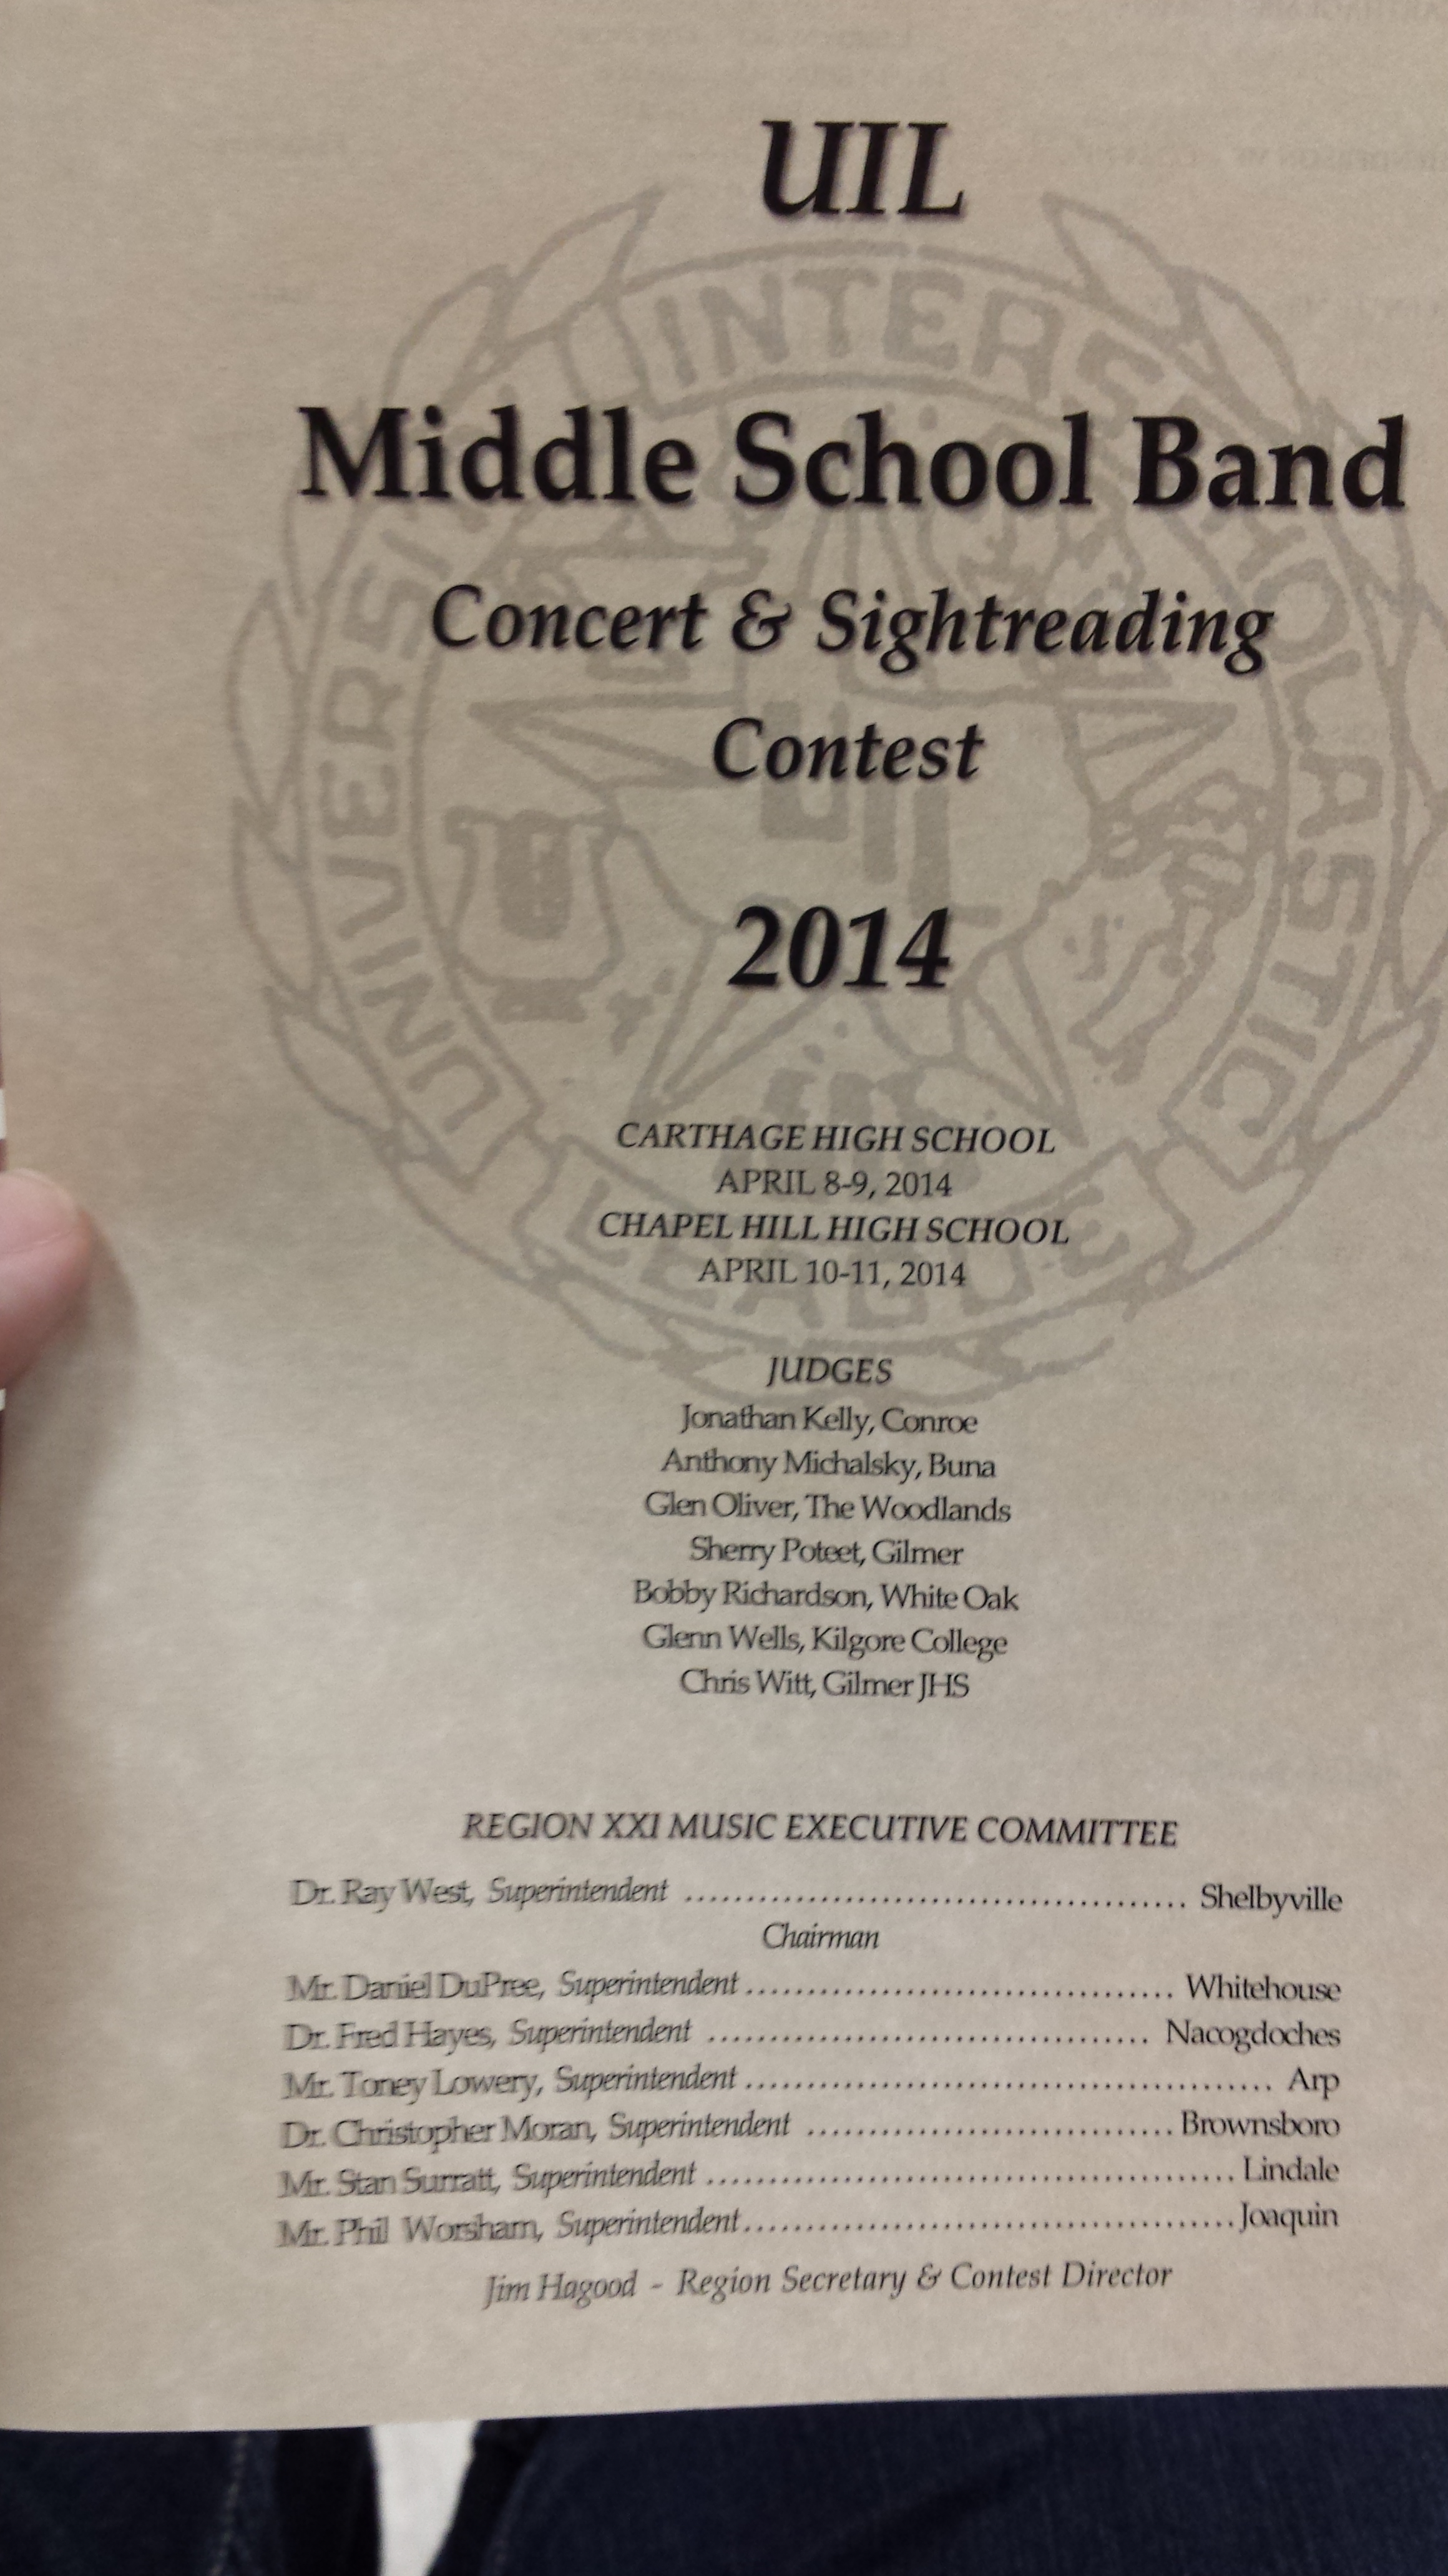 UIL
Middle School Band
Concert & Sightreading
Contest
2014
UNIVERSITY INTERSCHOLASTIC
LEAGUE
CARTHAGE HIGH SCHOOL
APRIL 8-9, 2014
CHAPEL HILL HIGH SCHOOL
APRIL 10-11, 2014
JUDGES
Jonathan Kelly, Conroe
Anthony Michalsky, Buna
Glen Oliver, The Woodlands
Sherry Poteet, Gilmer
Bobby Richardson, White Oak
Glenn Wells, Kilgore College
Chris Witt, Gilmer JHS
REGION XXI MUSIC EXECUTIVE COMMITTEE
Dr. Ray West, Superintendent ........................................ Shelbyville
Chairman
Mr. Daniel DuPree, Superintendent ................................... Whitehouse
Dr. Fred Hayes, Superintendent ..................................... Nacogdoches
Mr. Toney Lowery, Superintendent ........................................... Arp
Dr. Christopher Moran, Superintendent .............................. Brownsboro
Mr. Stan Surratt, Superintendent ........................................... Lindale
Mr. Phil Worsham, Superintendent ........................................ Joaquin
Jim Hagood - Region Secretary & Contest Director